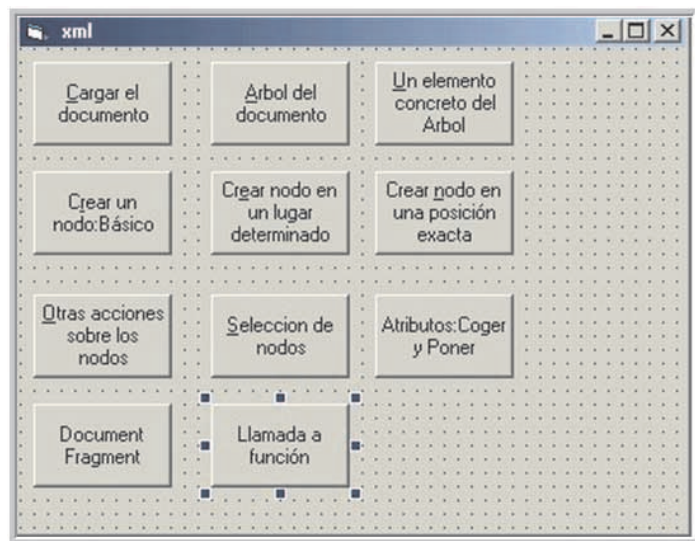 xml
Cargar el
documento
Arbol del
documento
Un elemento
concreto del
Arbol
Crear un
nodo:Básico
Crear nodo en
un lugar
determinado
Crear nodo en
una posición
exacta
Otras acciones
sobre los
nodos
Seleccion de
nodos
Atributos:Coger
y Poner
Document
Fragment
Llamada a
función